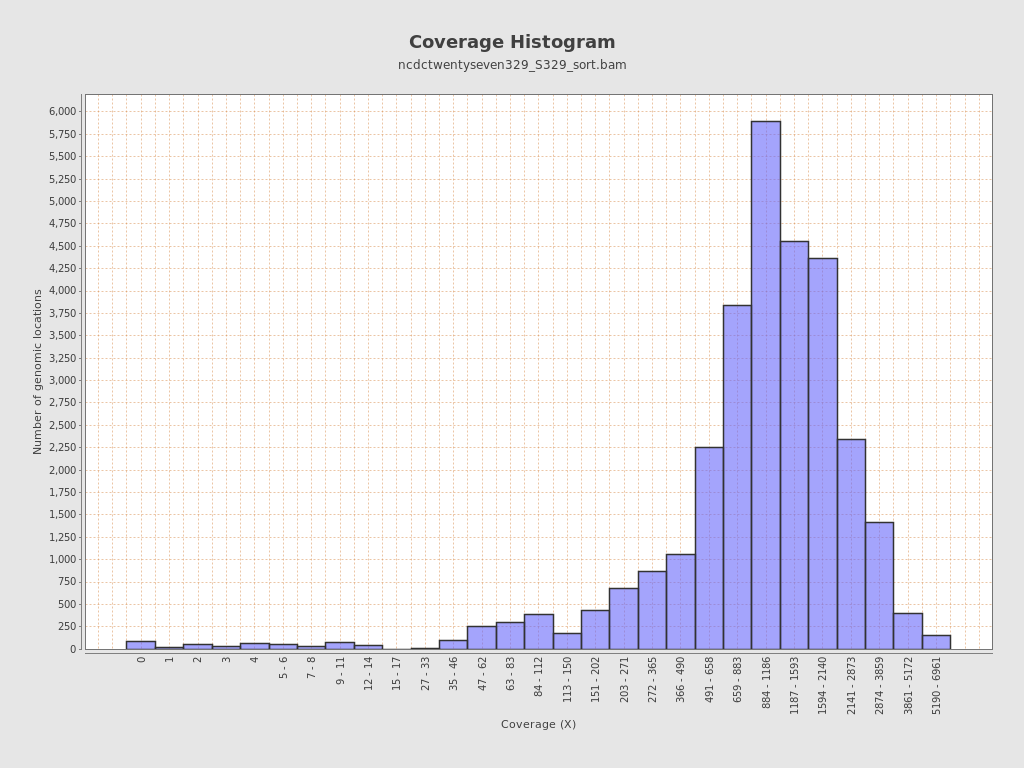 Coverage Histogram
ncdctwentyseven329_S329_sort.bam
Number of genomic locations
6,000
5,750
5,500
5,250
5,000
4,750
4,500
4,250
4,000
3,750
3,500
3,250
3,000
2,750
2,500
2,250
2,000
1,750
1,500
1,250
1,000
750
500
250
0
0
1
2
3
4
5 - 6
7 - 8
9 - 11
12 - 14
15 - 17
27 - 33
35 - 46
47 - 62
63 - 83
84 - 112
113 - 150
151 - 202
203 - 271
272 - 365
366 - 490
491 - 658
659 - 883
884 - 1186
1187 - 1593
1594 - 2140
2141 - 2873
2874 - 3859
3861 - 5172
5190 - 6961
Coverage (X)